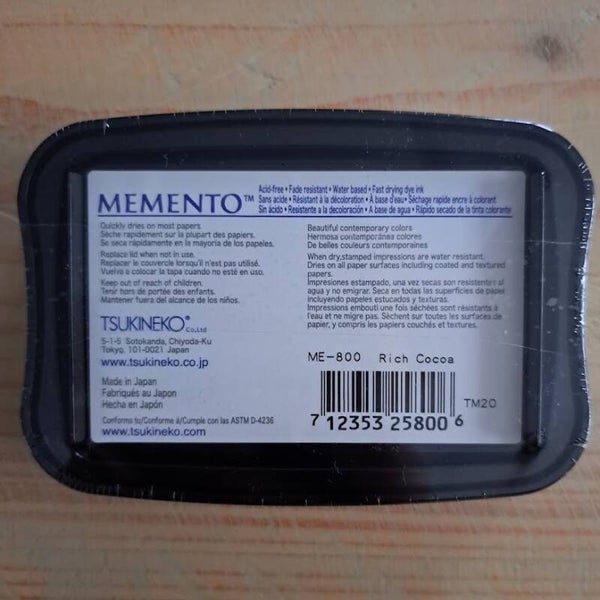 MEMENTO™
Acid-free • Fade resistant • Water based • Fast drying dye ink
Sans acide • Résistant à la décoloration • À base d'eau • Séchage rapide encre à colorant
Sin ácido • Resistente a la decoloración • A base de agua • Rápido secado de la tinta colorante
Quickly dries on most papers.
Sèche rapidement sur la plupart des papiers.
Se seca rápidamente en la mayoría de los papeles.
Replace lid when not in use.
Replacer le couvercle lorsqu'il n'est pas utilisé.
Vuelve a colocar la tapa cuando no esté en uso.
Keep out of reach of children.
Tenir hors de portée des enfants.
Mantener fuera del alcance de los niños.
TSUKINEKO®
Co.,Ltd
5-1-5 Sotokanda, Chiyoda-Ku
Tokyo, 101-0021 Japan
www.tsukineko.co.jp
Made in Japan
Fabriqués au Japon
Hecha en Japón
Conforms to/Conforme à/Cumple con las ASTM D-4236
www.tsukineko.com
Beautiful contemporary colors
Hermosa contemporánea colores
De belles couleurs contemporaines
When dry,stamped impressions are water resistant.
Dries on all paper surfaces including coated and textured
papers.
Impresiones estampado, una vez secas son resistentes al
agua y no emigrar. Seca en todas las superficies de papel
incluyendo papeles estucados y texturas.
Impressions embouti une fois séchées sont résistants à
l'eau et ne migre pas. Sèchent sur toutes les surfaces de
papier, y compris les papiers couchés et textures.
ME-800 Rich Cocoa
TM20
7 12353 25800 6